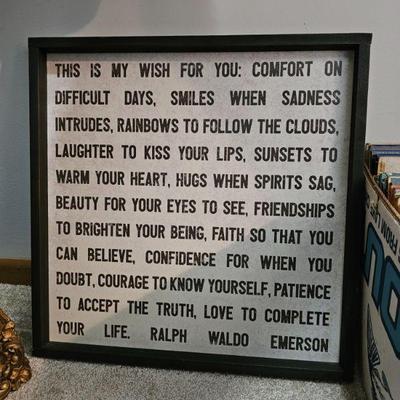 THIS IS MY WISH FOR YOU: COMFORT ON
DIFFICULT DAYS, SMILES WHEN SADNESS
INTRUDES, RAINBOWS TO FOLLOW THE CLOUDS,
LAUGHTER TO KISS YOUR LIPS, SUNSETS TO
WARM YOUR HEART, HUGS WHEN SPIRITS SAG,
BEAUTY FOR YOUR EYES TO SEE, FRIENDSHIPS
TO BRIGHTEN YOUR BEING, FAITH SO THAT YOU
CAN BELIEVE, CONFIDENCE FOR WHEN YOU
DOUBT, COURAGE TO KNOW YOURSELF, PATIENCE
TO ACCEPT THE TRUTH, LOVE TO COMPLETE
YOUR LIFE. RALPH WALDO EMERSON